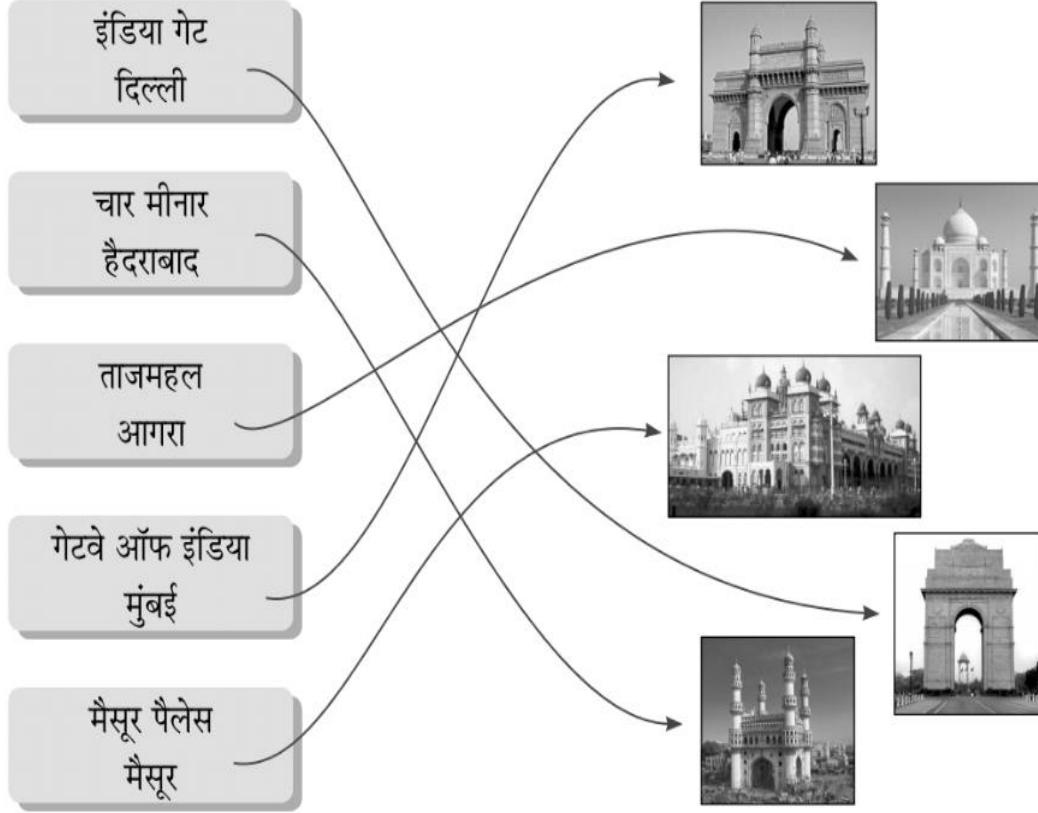 इंडिया गेट
दिल्ली
चार मीनार
हैदराबाद
ताजमहल
आगरा
गेटवे ऑफ इंडिया
मुंबई
मैसूर पैलेस
मैसूर